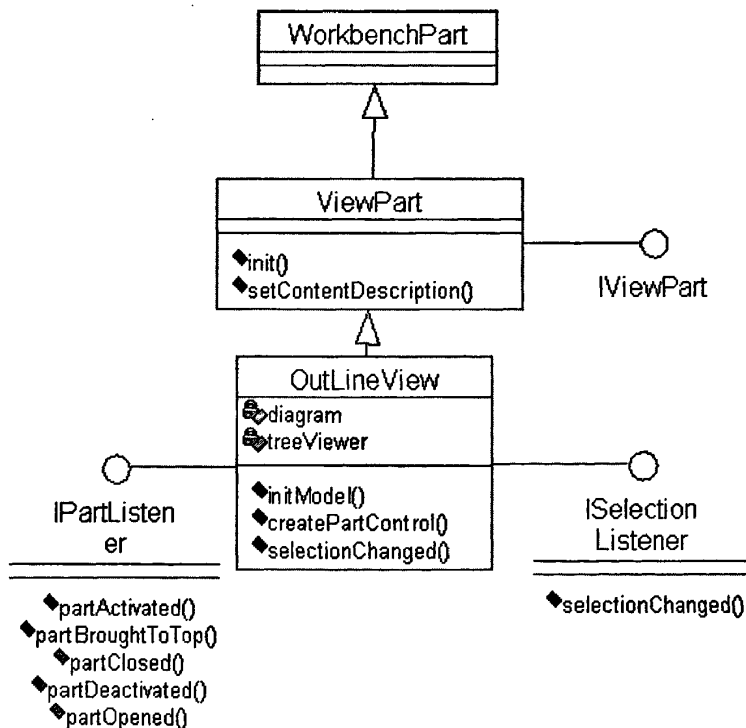 WorkbenchPart
ViewPart
init()
setContentDescription()
IViewPart
OutLineView
diagram
treeViewer
initModel()
createPartControl()
selectionChanged()
IPartListen
er
partActivated()
partBroughtToTop()
partClosed()
partDeactivated()
partOpened()
ISelection
Listener
selectionChanged()